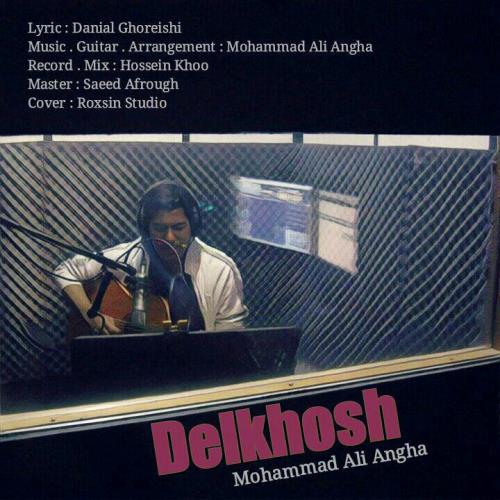 Lyric : Danial Ghoreishi
Music . Guitar . Arrangement : Mohammad Ali Angha
Record . Mix : Hossein Khoo
Master : Saeed Afrough
Cover : Roxsin Studio
Delkhosh
Mohammad Ali Angha